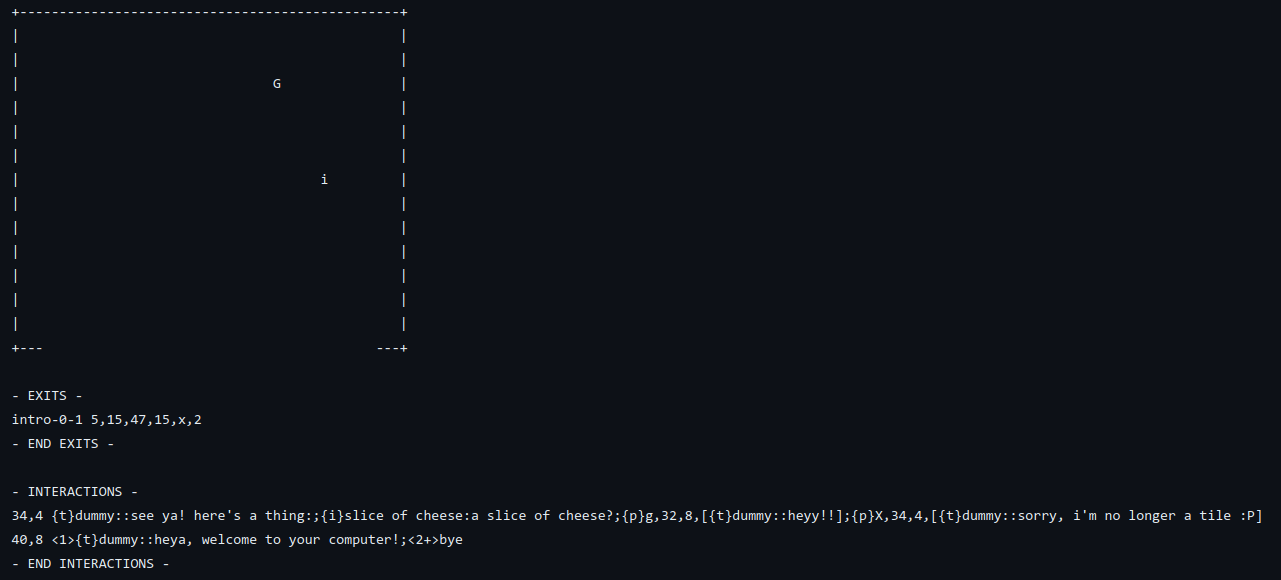 +------------------------------------------------+
|                                                |
|                                                |
|                                G               |
|                                                |
|                                                |
|                                                |
|                                      i         |
|                                                |
|                                                |
|                                                |
|                                                |
|                                                |
|                                                |
+---                                          ---+
- EXITS -
intro-0-1 5,15,47,15,x,2
- END EXITS -
- INTERACTIONS -
34,4 {t}dummy::see ya! here's a thing:;{i}slice of cheese:a slice of cheese?;{p}g,32,8,[{t}dummy::heyy!!];{p}X,34,4,[{t}dummy::sorry, i'm no longer a tile :P]
40,8 <1>{t}dummy::heya, welcome to your computer!;<2+>bye
- END INTERACTIONS -